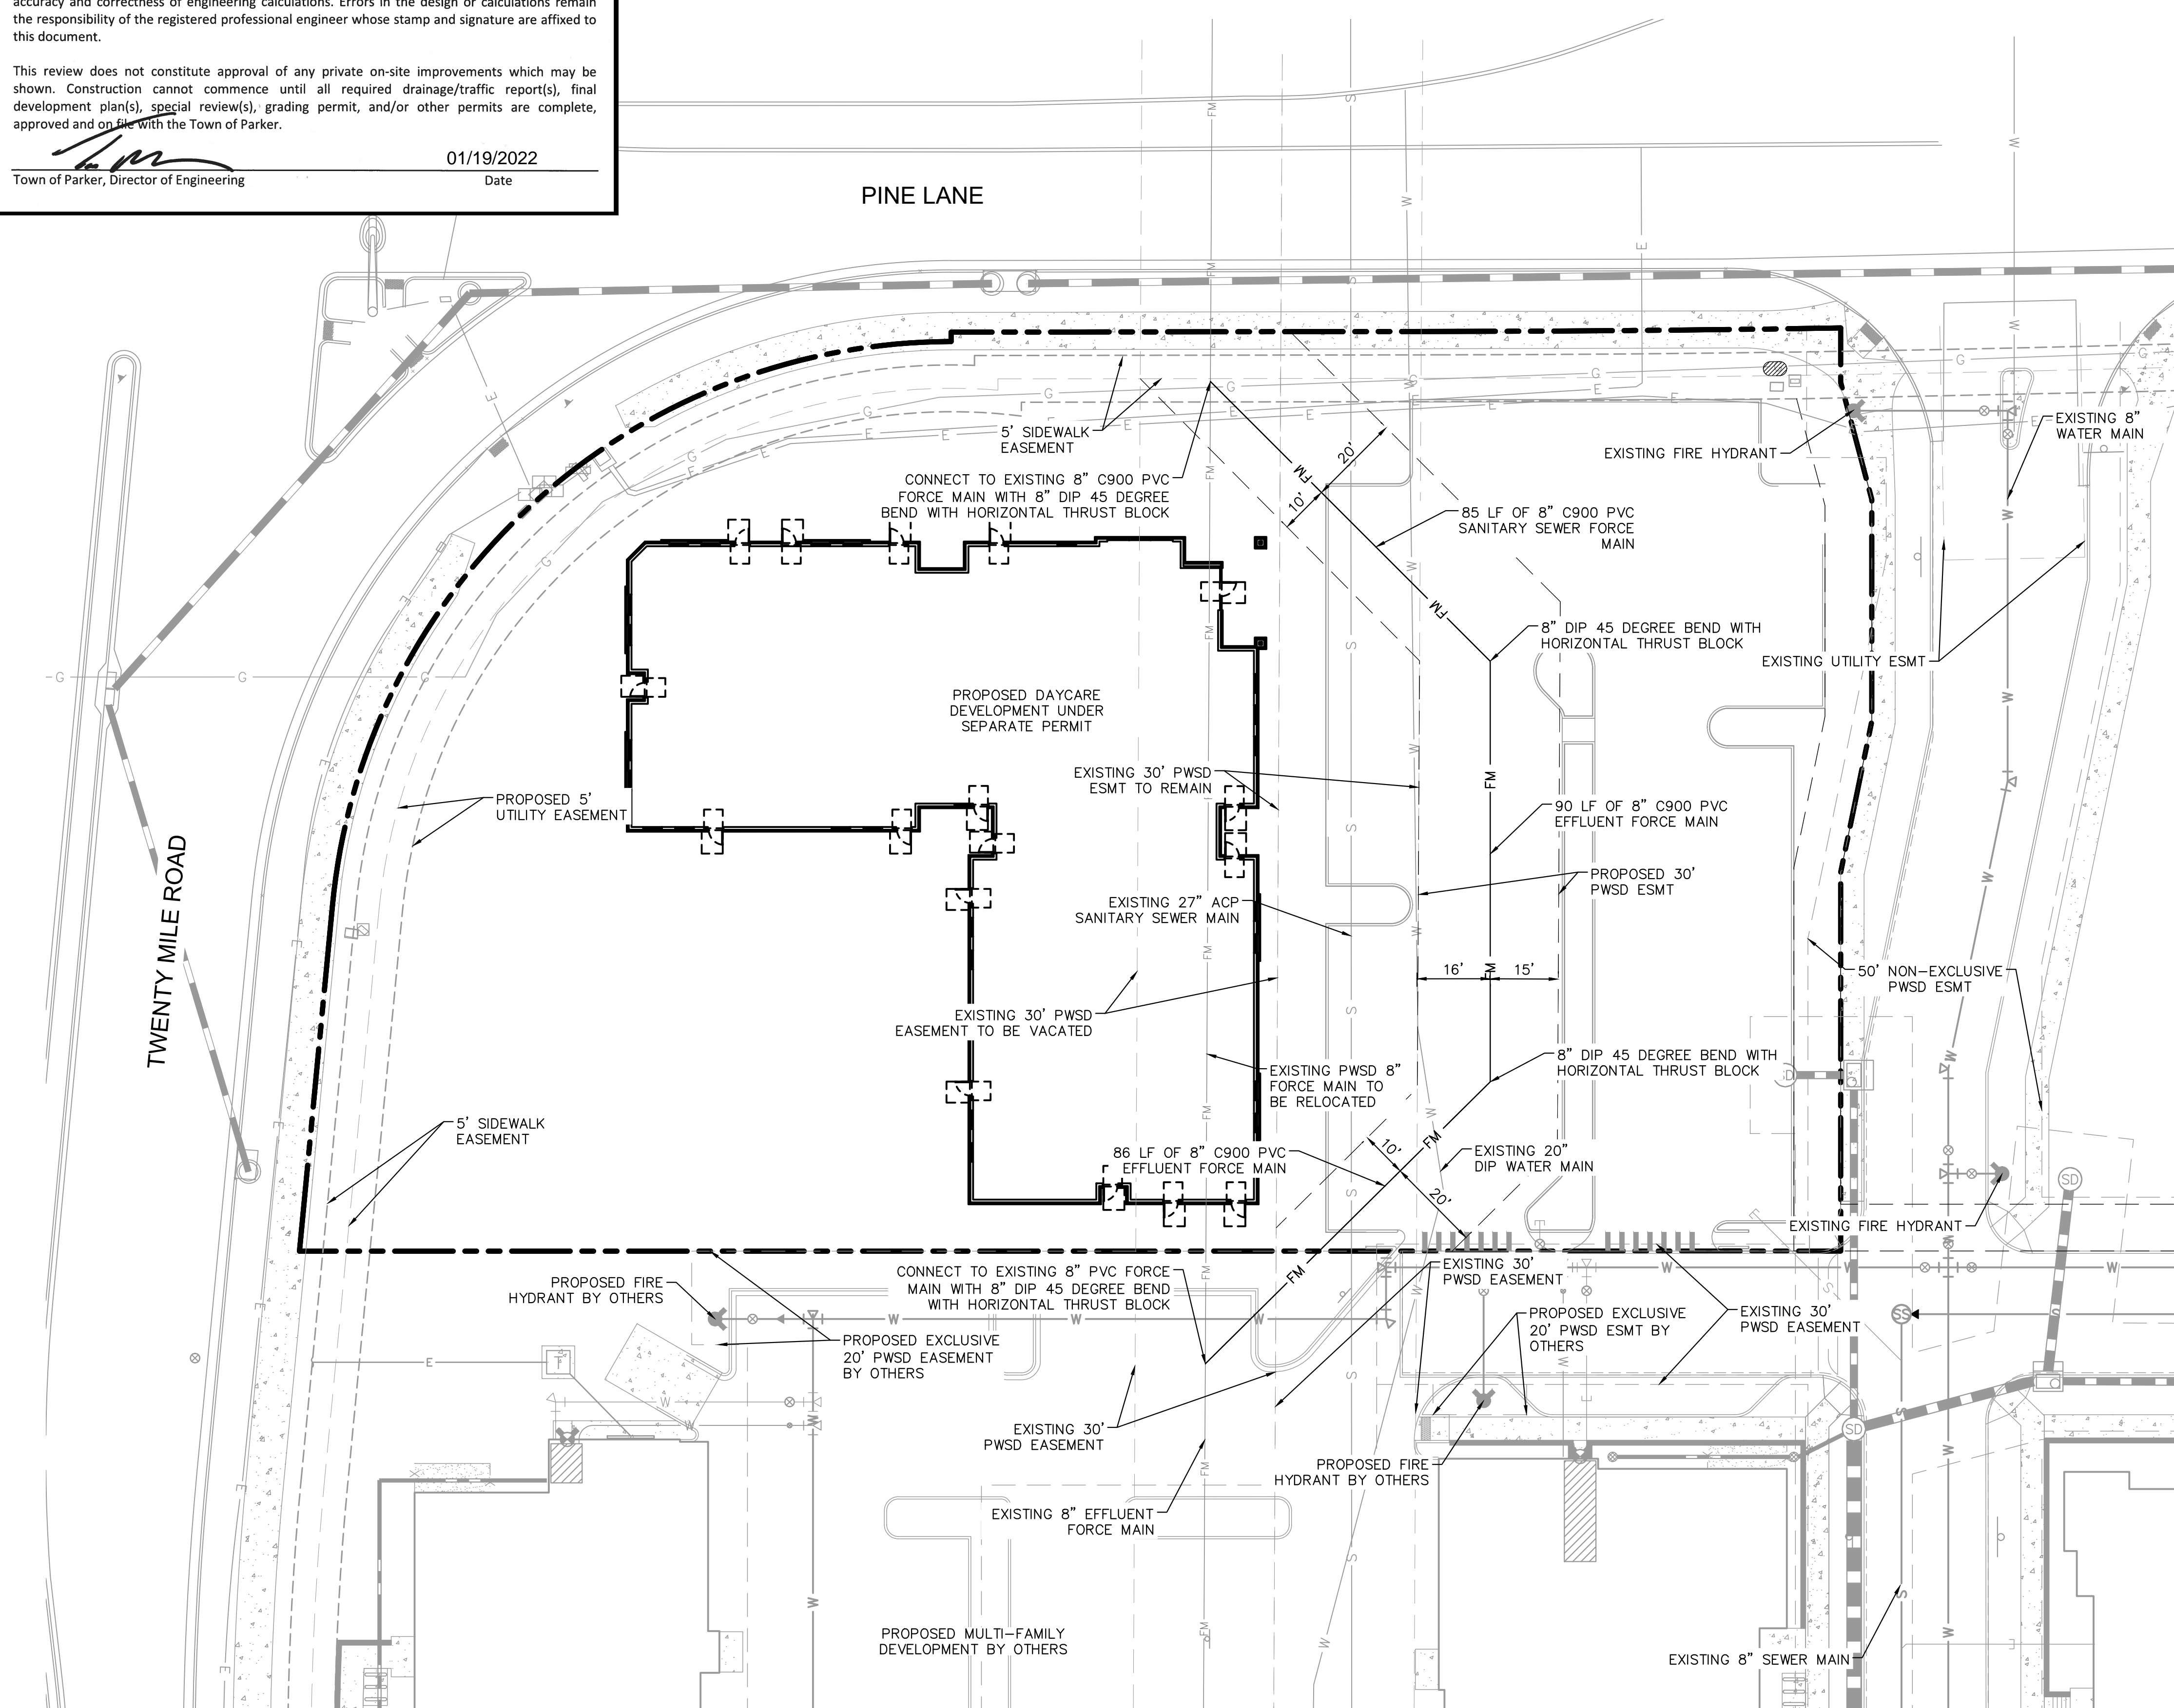 accuracy and correctness of engineering calculations. Errors in the design or calculations remain
the responsibility of the registered professional engineer whose stamp and signature are affixed to
this document.
This review does not constitute approval of any private on-site improvements which may be
shown. Construction cannot commence until all required drainage/traffic report(s), final
development plan(s), special review(s), grading permit, and/or other permits are complete,
approved and on file with the Town of Parker.
01/19/2022
Town of Parker, Director of Engineering
Date
PINE LANE
TWENTY MILE ROAD
5' SIDEWALK
EASEMENT
CONNECT TO EXISTING 8" C900 PVC
FORCE MAIN WITH 8" DIP 45 DEGREE
BEND WITH HORIZONTAL THRUST BLOCK
20'
10'
FM
FM
EXISTING FIRE HYDRANT
EXISTING 8"
WATER MAIN
85 LF OF 8" C900 PVC
SANITARY SEWER FORCE
MAIN
8" DIP 45 DEGREE BEND WITH
HORIZONTAL THRUST BLOCK
EXISTING UTILITY ESMT
PROPOSED DAYCARE
DEVELOPMENT UNDER
SEPARATE PERMIT
EXISTING 30' PWSD
ESMT TO REMAIN
FM
PROPOSED 5'
UTILITY EASEMENT
90 LF OF 8" C900 PVC
EFFLUENT FORCE MAIN
PROPOSED 30'
PWSD ESMT
EXISTING 27" ACP
SANITARY SEWER MAIN
16'
FM
15'
50' NON-EXCLUSIVE
PWSD ESMT
EXISTING 30' PWSD
EASEMENT TO BE VACATED
8" DIP 45 DEGREE BEND WITH
HORIZONTAL THRUST BLOCK
EXISTING PWSD 8"
FORCE MAIN TO
BE RELOCATED
5' SIDEWALK
EASEMENT
86 LF OF 8" C900 PVC
EFFLUENT FORCE MAIN
10'
FM
20'
EXISTING 20"
DIP WATER MAIN
SD
EXISTING FIRE HYDRANT
PROPOSED FIRE
HYDRANT BY OTHERS
CONNECT TO EXISTING 8" PVC FORCE
MAIN WITH 8" DIP 45 DEGREE BEND
WITH HORIZONTAL THRUST BLOCK
FM
EXISTING 30'
PWSD EASEMENT
PROPOSED EXCLUSIVE
20' PWSD ESMT BY
OTHERS
EXISTING 30'
PWSD EASEMENT
SS
PROPOSED EXCLUSIVE
20' PWSD EASEMENT
BY OTHERS
EXISTING 30'
PWSD EASEMENT
SD
PROPOSED FIRE
HYDRANT BY OTHERS
EXISTING 8" EFFLUENT
FORCE MAIN
PROPOSED MULTI-FAMILY
DEVELOPMENT BY OTHERS
EXISTING 8" SEWER MAIN